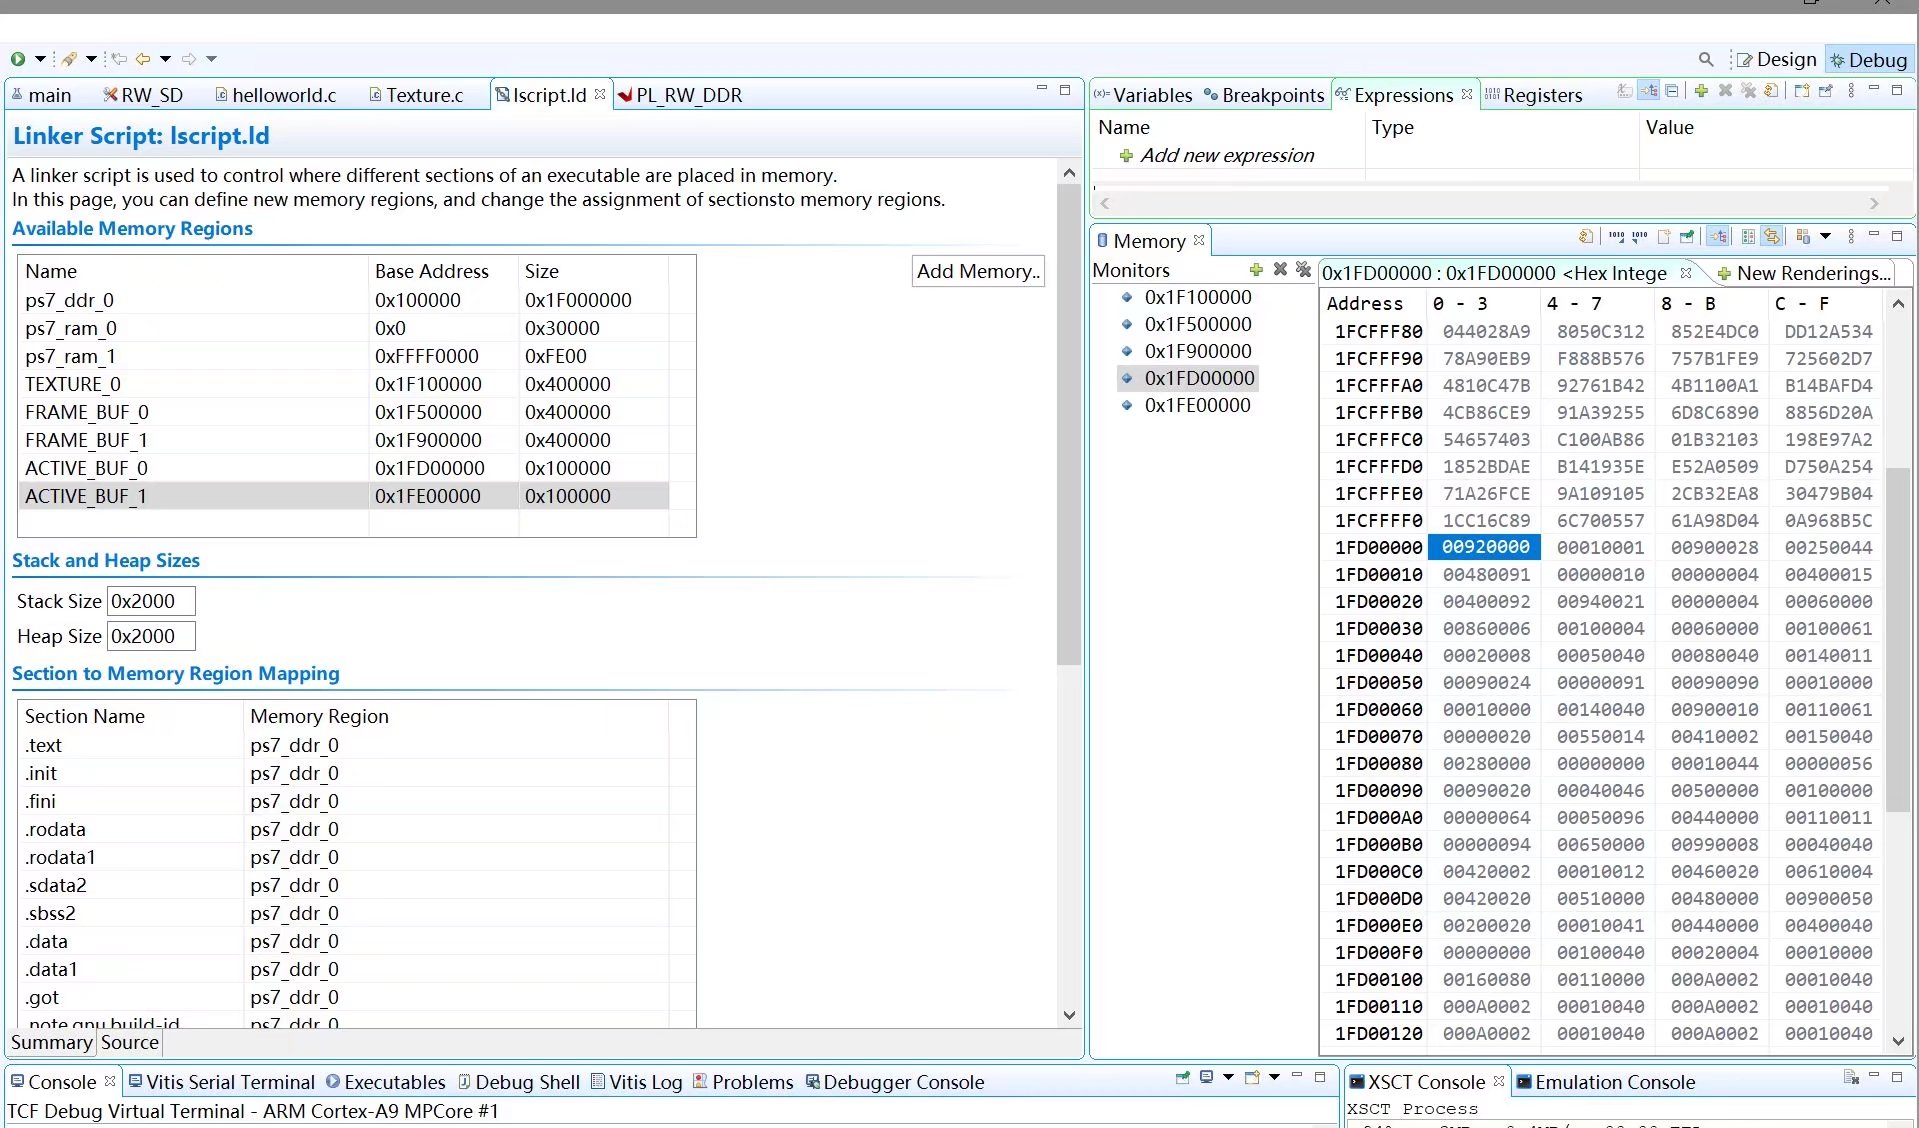 Design
Debug
main
RW_SD
helloworld.c
Texture.c
lscript.ld
PL_RW_DDR
Linker Script: lscript.ld
A linker script is used to control where different sections of an executable are placed in memory.
In this page, you can define new memory regions, and change the assignment of sectionsto memory regions.
Available Memory Regions
Name Base Address Size
ps7_ddr_0 0x100000 0x1F000000
ps7_ram_0 0x0 0x30000
ps7_ram_1 0xFFFF0000 0xFE00
TEXTURE_0 0x1F100000 0x400000
FRAME_BUF_0 0x1F500000 0x400000
FRAME_BUF_1 0x1F900000 0x400000
ACTIVE_BUF_0 0x1FD00000 0x100000
ACTIVE_BUF_1 0x1FE00000 0x100000
Add Memory..
Stack and Heap Sizes
Stack Size 0x2000
Heap Size 0x2000
Section to Memory Region Mapping
Section Name Memory Region
.text ps7_ddr_0
.init ps7_ddr_0
.fini ps7_ddr_0
.rodata ps7_ddr_0
.rodata1 ps7_ddr_0
.sdata2 ps7_ddr_0
.sbss2 ps7_ddr_0
.data ps7_ddr_0
.data1 ps7_ddr_0
.got ps7_ddr_0
.note.gnu.build-id ps7_ddr_0
Summary Source
(x)= Variables
Breakpoints
Expressions
Registers
Name Type Value
Add new expression
Memory
Monitors
0x1F100000
0x1F500000
0x1F900000
0x1FD00000
0x1FE00000
0x1FD00000 : 0x1FD00000 <Hex Intege
New Renderings...
Address 0 - 3 4 - 7 8 - B C - F
1FCFFF80 044028A9 8050C312 852E4DC0 DD12A534
1FCFFF90 78A90EB9 F888B576 757B1FE9 725602D7
1FCFFFA0 4810C47B 92761B42 4B1100A1 B14BAFD4
1FCFFFB0 4CB86CE9 91A39255 6D8C6890 8856D20A
1FCFFFC0 54657403 C100AB86 01B32103 198E97A2
1FCFFFD0 1852BDAE B141935E E52A0509 D750A254
1FCFFFE0 71A26FCE 9A109105 2CB32EA8 30479B04
1FCFFFF0 1CC16C89 6C700557 61A98D04 0A968B5C
1FD00000 00920000 00010001 00900028 00250044
1FD00010 00480091 00000010 00000004 00400015
1FD00020 00400092 00940021 00000004 00060000
1FD00030 00860006 00100004 00060000 00100061
1FD00040 00020008 00050040 00080040 00140011
1FD00050 00090024 00000091 00090090 00010000
1FD00060 00010000 00140040 00900010 00110061
1FD00070 00000020 00550014 00410002 00150040
1FD00080 00280000 00000000 00010044 00000056
1FD00090 00090020 00040046 00500000 00100000
1FD000A0 00000064 00050096 00440000 00110011
1FD000B0 00000094 00650000 00990008 00040040
1FD000C0 00420002 00010012 00460020 00610004
1FD000D0 00420020 00510000 00480000 00900050
1FD000E0 00200020 00010041 00440000 00400040
1FD000F0 00000000 00100040 00020004 00010000
1FD00100 00160080 00110000 000A0002 00010040
1FD00110 000A0002 00010040 000A0002 00010040
1FD00120 000A0002 00010040 000A0002 00010040
Console
Vitis Serial Terminal
Executables
Debug Shell
Vitis Log
Problems
Debugger Console
TCF Debug Virtual Terminal - ARM Cortex-A9 MPCore #1
XSCT Console
Emulation Console
XSCT Process